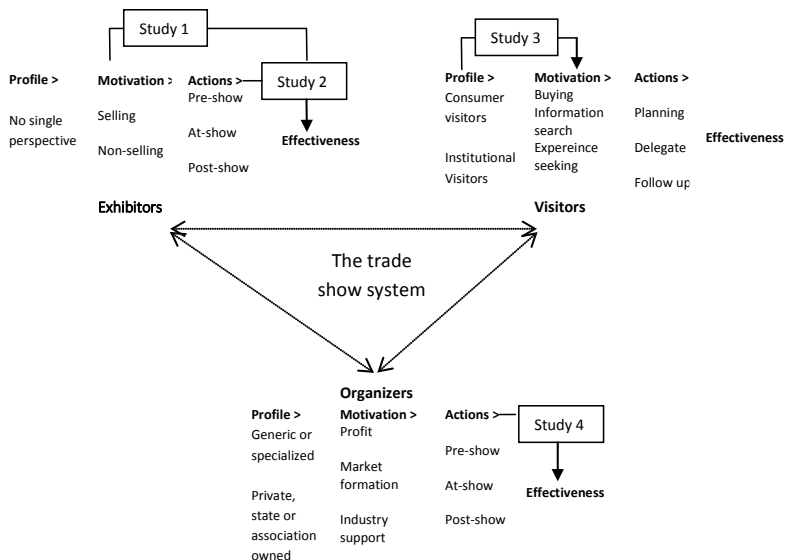 Study 1
Profile >
No single
perspective
Motivation >
Selling
Non-selling
Actions >
Pre-show
At-show
Post-show
Study 2
Effectiveness
Exhibitors
Study 3
Profile >
Consumer
visitors
Institutional
Visitors
Motivation >
Buying
Information
search
Expereince
seeking
Actions >
Planning
Delegate
Follow up
Effectiveness
Visitors
The trade
show system
Organizers
Profile >
Generic or
specialized
Private,
state or
association
owned
Motivation >
Profit
Market
formation
Industry
support
Actions >
Pre-show
At-show
Post-show
Study 4
Effectiveness